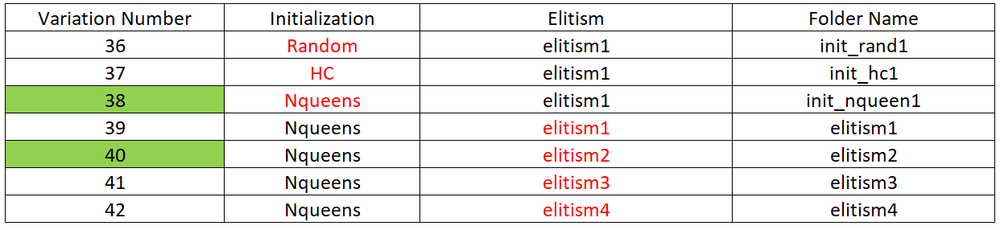 Variation Number Initialization Elitism Folder Name
36 Random elitism1 init_rand1
37 HC elitism1 init_hc1
38 Nqueens elitism1 init_nqueen1
39 Nqueens elitism1 elitism1
40 Nqueens elitism2 elitism2
41 Nqueens elitism3 elitism3
42 Nqueens elitism4 elitism4